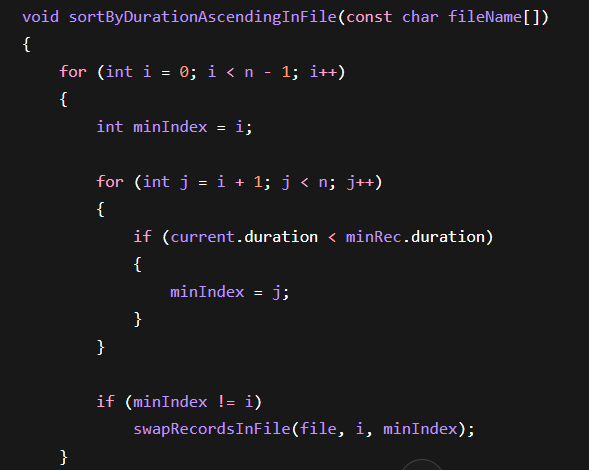 void sortByDurationAscendingInFile(const char fileName[])
{
    for (int i = 0; i < n - 1; i++)
    {
        int minIndex = i;

        for (int j = i + 1; j < n; j++)
        {
            if (current.duration < minRec.duration)
            {
                minIndex = j;
            }
        }

        if (minIndex != i)
            swapRecordsInFile(file, i, minIndex);
    }